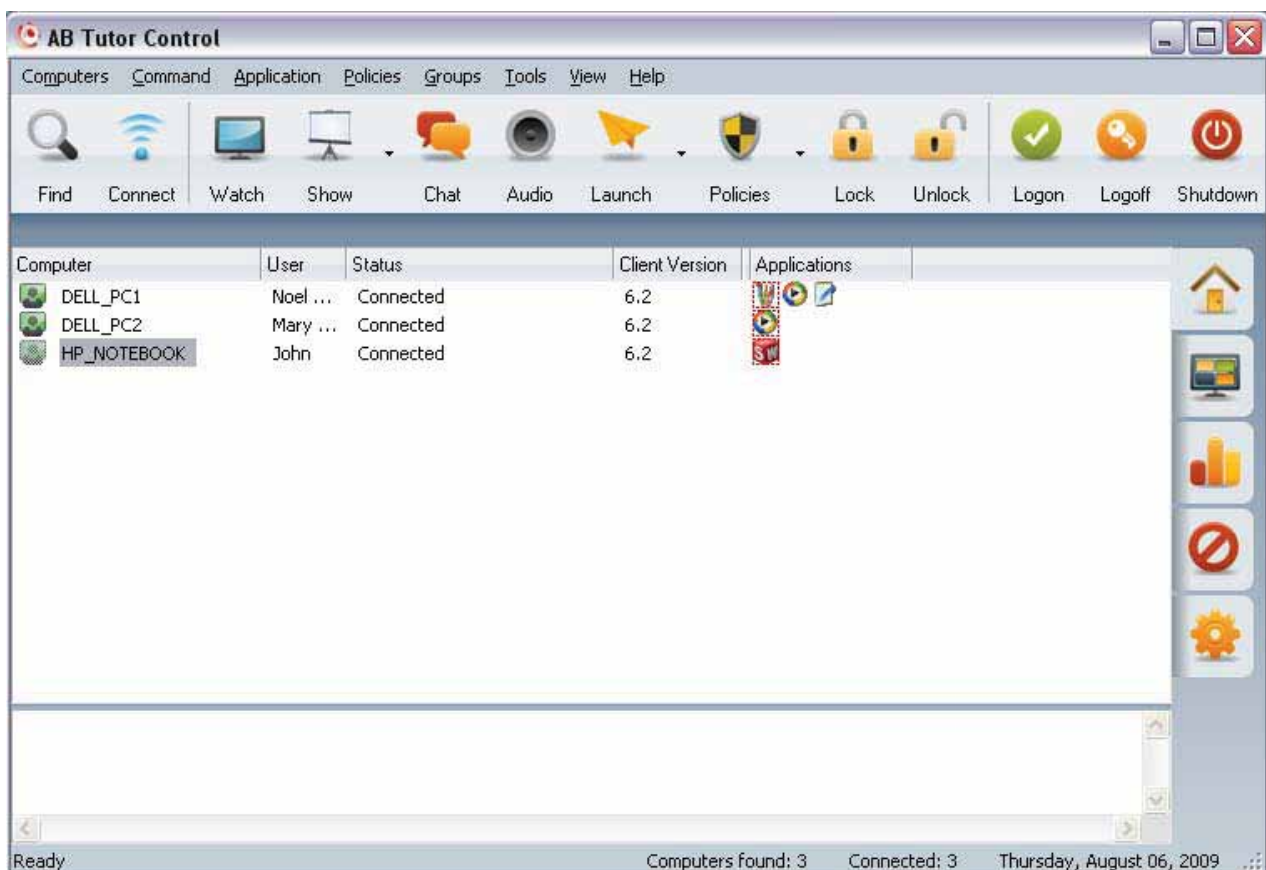 AB Tutor Control
Computers Command Application Policies Groups Tools View Help
Find Connect Watch Show Chat Audio Launch Policies Lock Unlock Logon Logoff Shutdown
Computer User Status Client Version Applications
DELL_PC1 Noel ... Connected 6.2
DELL_PC2 Mary ... Connected 6.2
HP_NOTEBOOK John Connected 6.2 SW
Ready Computers found: 3 Connected: 3 Thursday, August 06, 2009